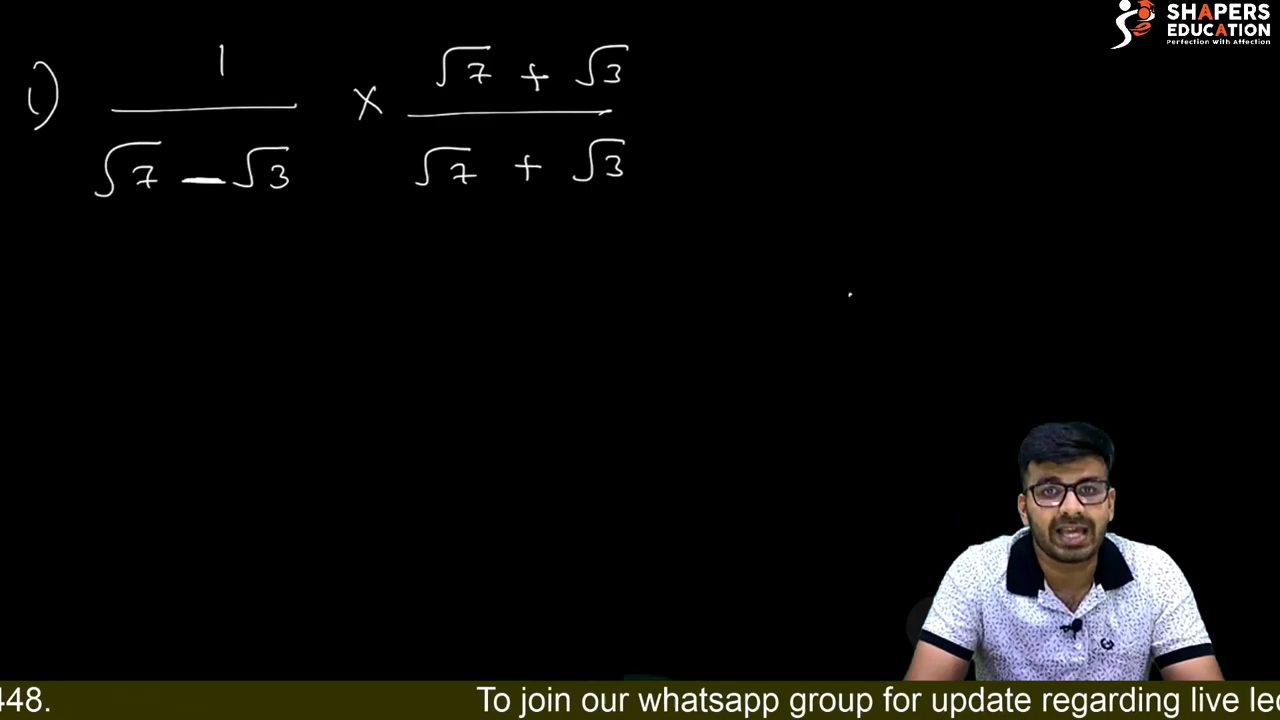 SHAPERS
EDUCATION
Perfection With Affection
1) 1 / (√7 - √3) × (√7 + √3) / (√7 + √3)
448.
To join our whatsapp group for update regarding live lec